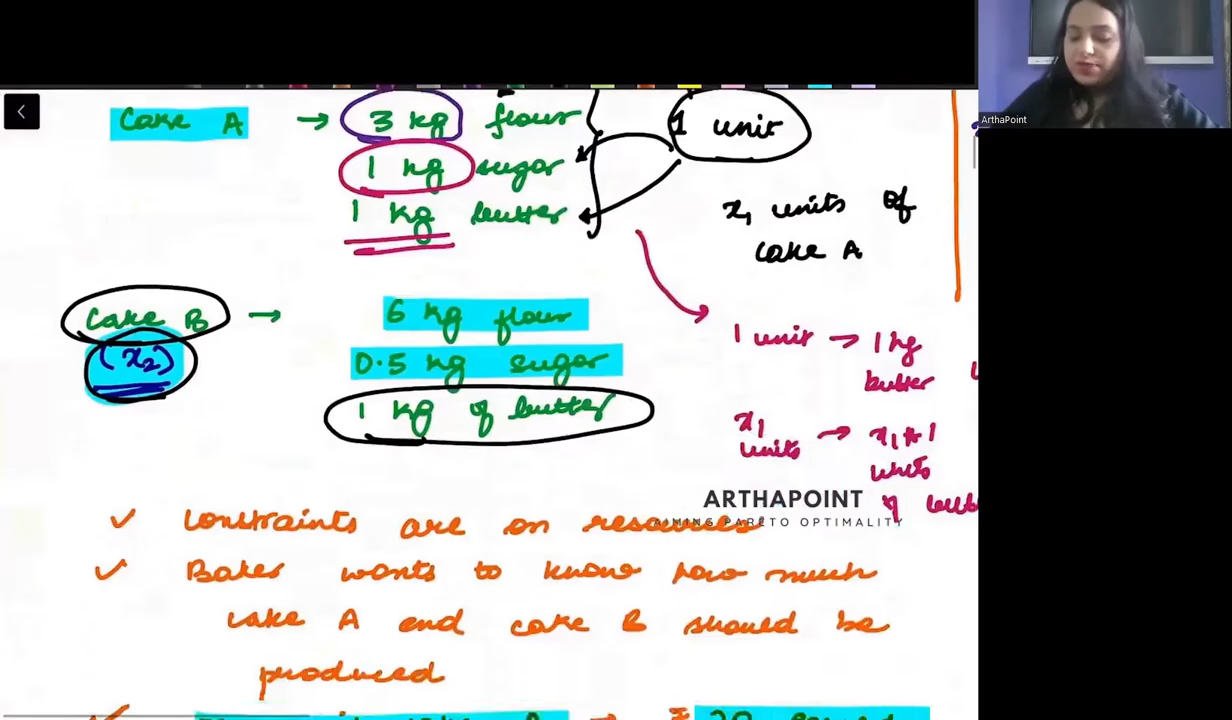 Cake A → 3 kg flour
1 kg sugar
1 kg butter
1 unit
x₁ units of
cake A
Cake B →
(x₂)
6 kg flour
0.5 kg sugar
1 kg of butter
1 unit → 1 kg
butter
x₁
units → x₁ * 1
units
of
ARTHAPOINT
AIMING PARETO OPTIMALITY
✓ Constraints are on resources
✓ Baker wants to know how much
cake A and cake B should be
produced
ArthaPoint